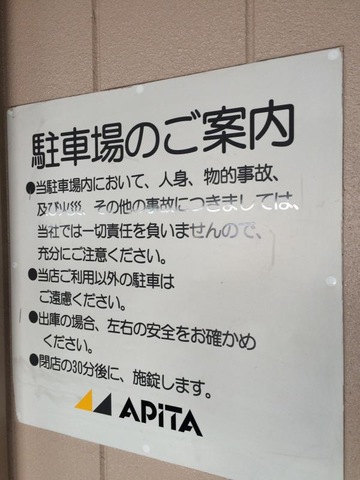 駐車場のご案内
●当駐車場内において、人身、物的事故、
及び、その他の事故につきましては、
当社では一切責任を負いませんので、
充分にご注意ください。
●当店ご利用以外の駐車は
ご遠慮ください。
●出庫の場合、左右の安全をお確かめ
ください。
●閉店の30分後に、施錠します。
APiTA